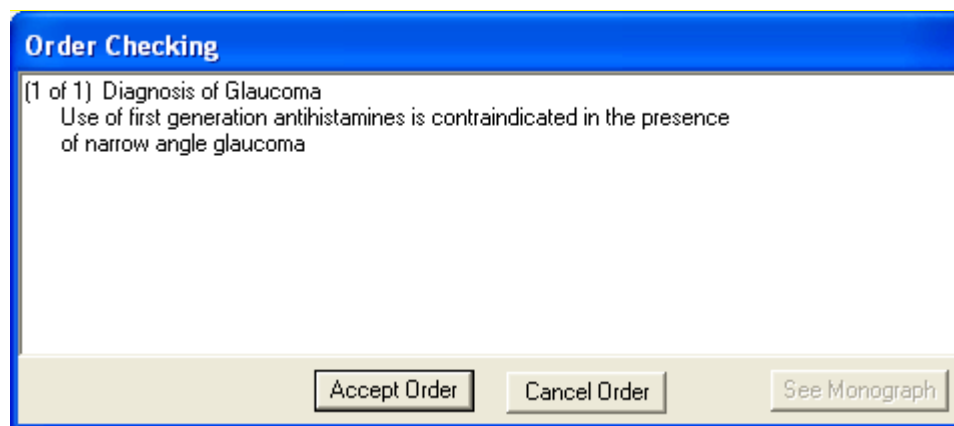 Order Checking
(1 of 1) Diagnosis of Glaucoma
Use of first generation antihistamines is contraindicated in the presence
of narrow angle glaucoma
Accept Order Cancel Order See Monograph